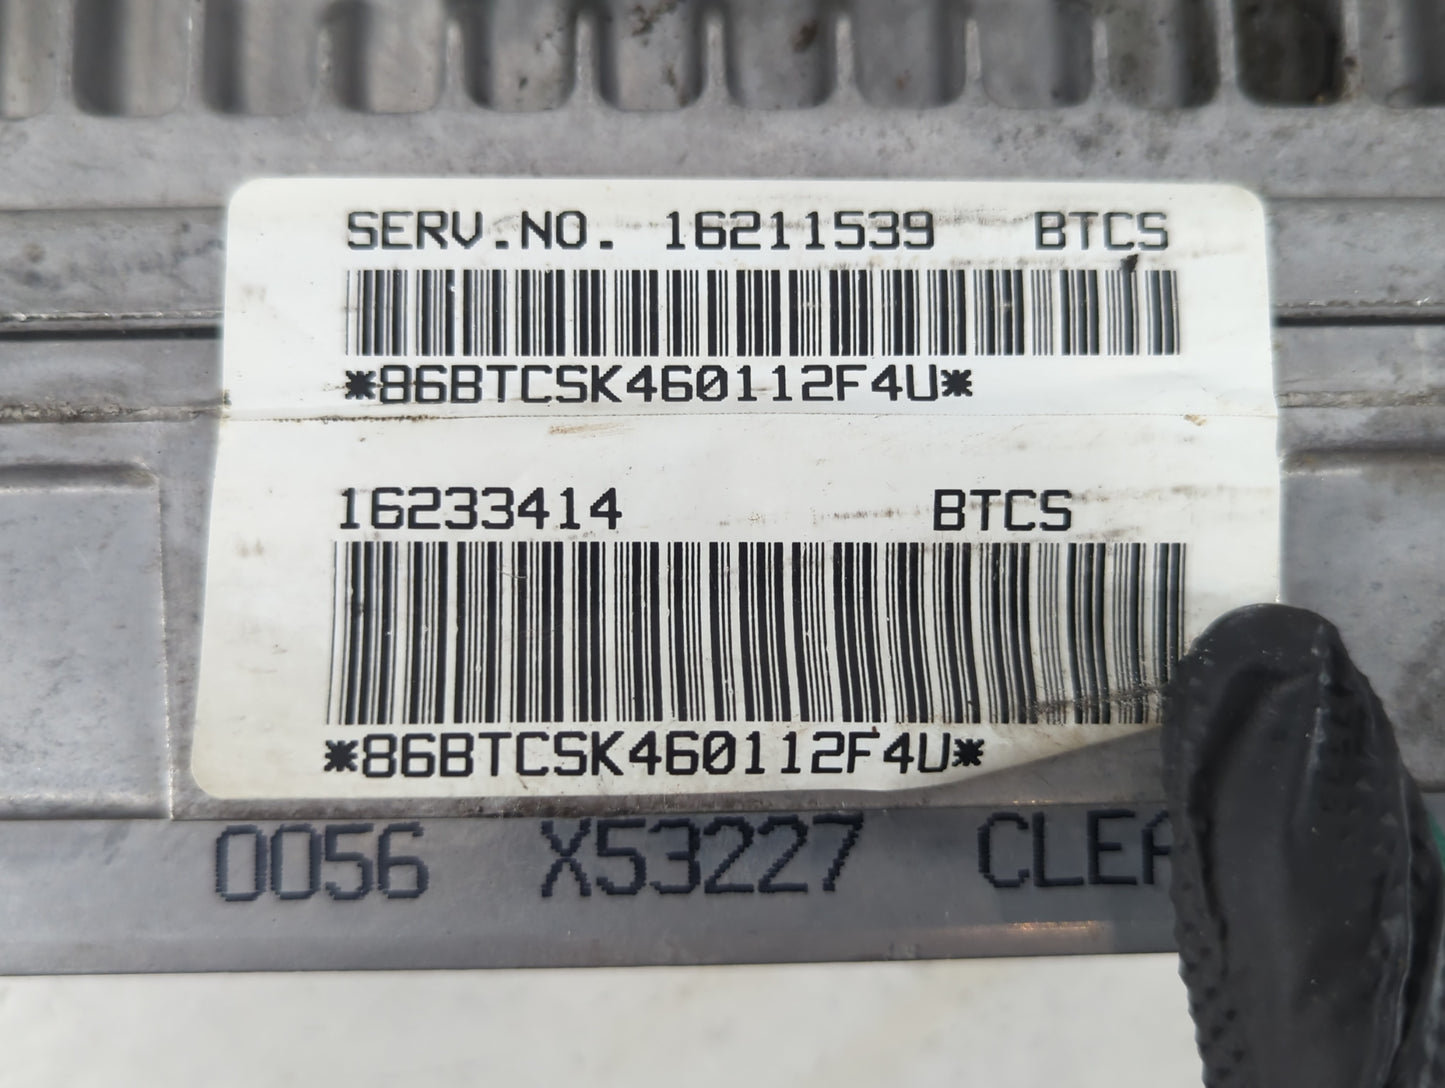 SERV.NO. 16211539 BTCS
*86BTCSK460112F4U*
16233414 BTCS
*86BTCSK460112F4U*
0056 X53227